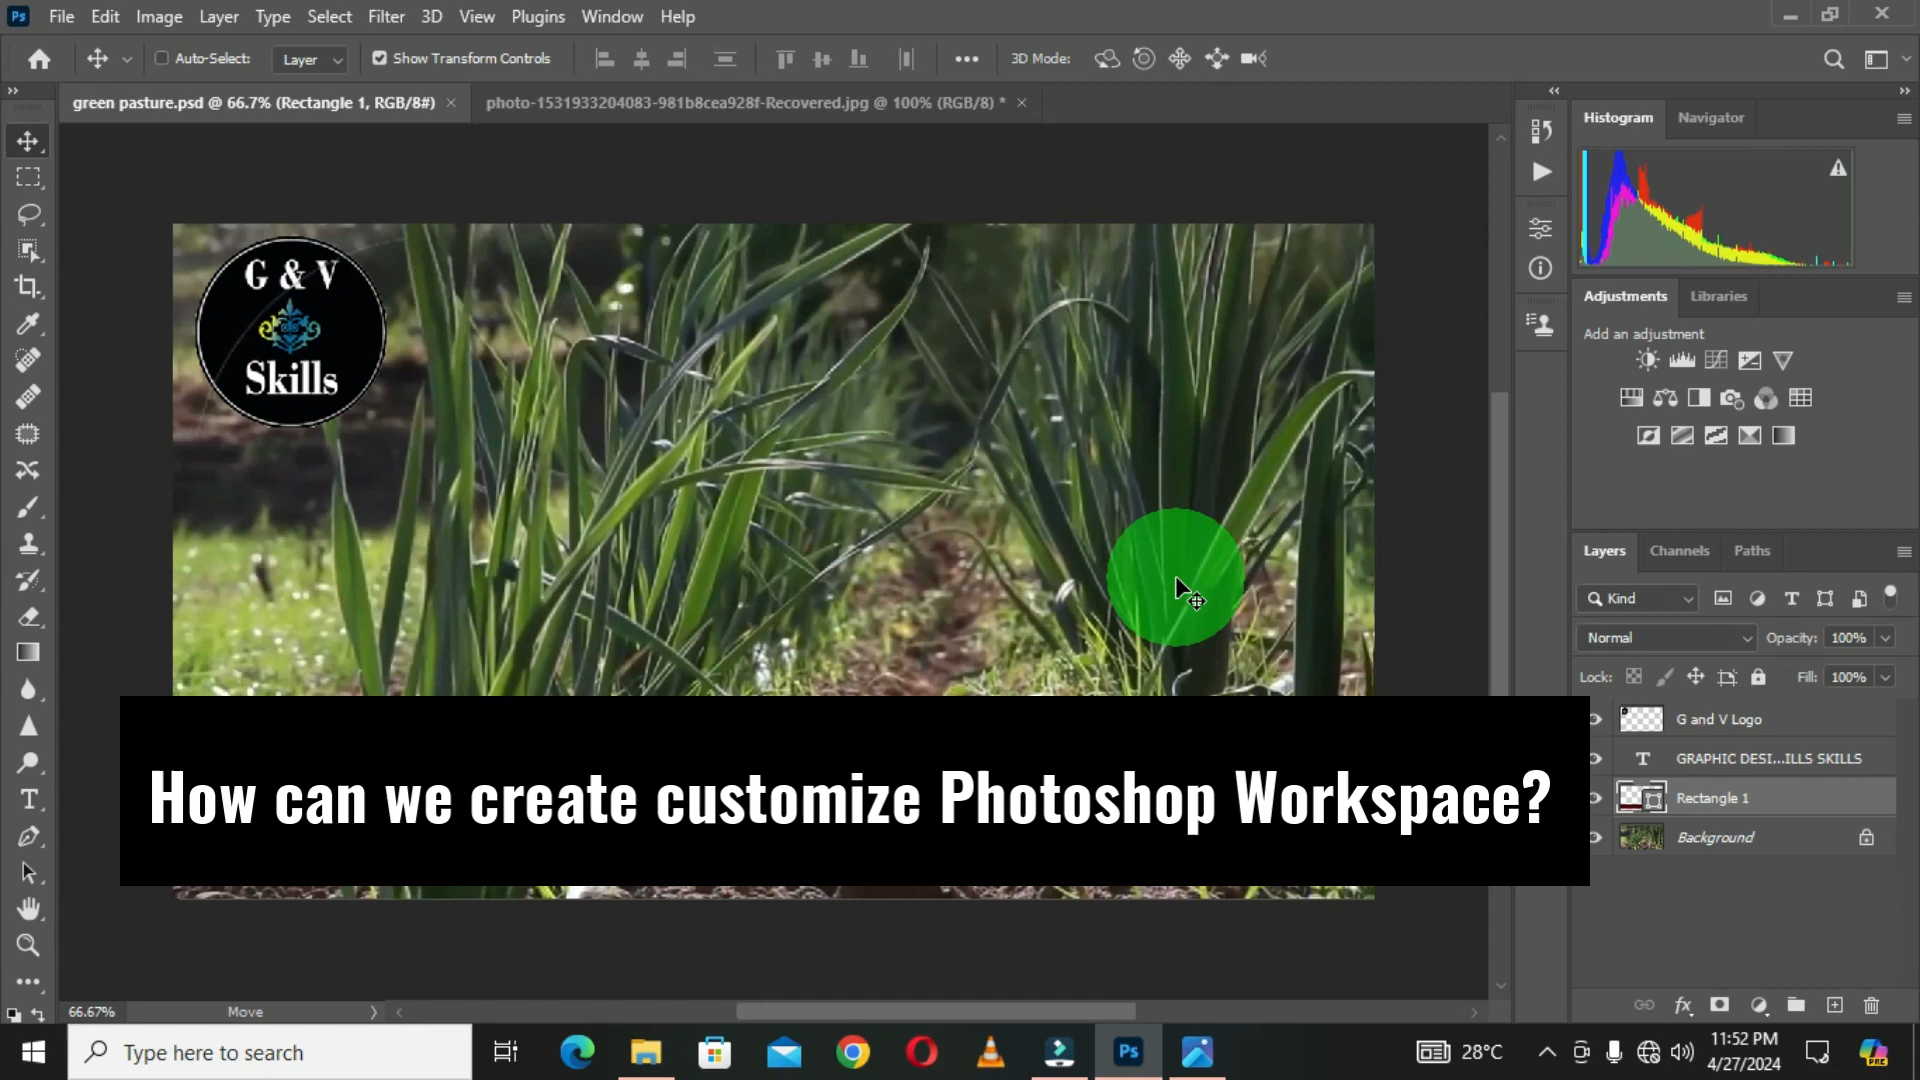 Ps File Edit Image Layer Type Select Filter 3D View Plugins Window Help
Auto-Select: Layer Show Transform Controls 3D Mode:
green pasture.psd @ 66.7% (Rectangle 1, RGB/8#) photo-1531933204083-981b8cea928f-Recovered.jpg @ 100% (RGB/8) *
Histogram Navigator
G & V
Skills
Adjustments Libraries
Add an adjustment
Layers Channels Paths
Kind
Normal Opacity: 100%
Lock: Fill: 100%
G and V Logo
GRAPHIC DESI...ILLS SKILLS
Rectangle 1
Background
How can we create customize Photoshop Workspace?
66.67% Move
Type here to search
Ps
28°C
11:52 PM
4/27/2024
PRE